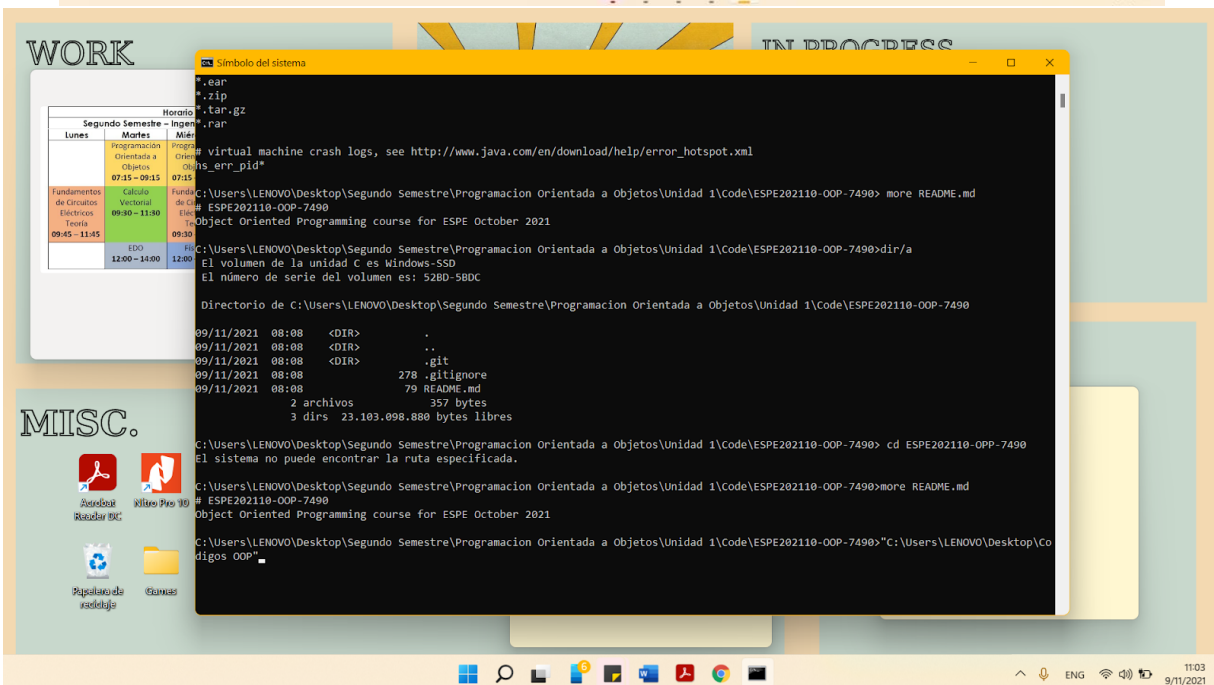 WORK
IN PROGRESS
Símbolo del sistema
*.ear
*.zip
*.tar.gz
*.rar
# virtual machine crash logs, see http://www.java.com/en/download/help/error_hotspot.xml
hs_err_pid*
C:\Users\LENOVO\Desktop\Segundo Semestre\Programacion Orientada a Objetos\Unidad 1\Code\ESPE202110-OOP-7490> more README.md
# ESPE202110-OOP-7490
Object Oriented Programming course for ESPE October 2021
C:\Users\LENOVO\Desktop\Segundo Semestre\Programacion Orientada a Objetos\Unidad 1\Code\ESPE202110-OOP-7490>dir/a
El volumen de la unidad C es Windows-SSD
El número de serie del volumen es: 52BD-5BDC
Directorio de C:\Users\LENOVO\Desktop\Segundo Semestre\Programacion Orientada a Objetos\Unidad 1\Code\ESPE202110-OOP-7490
09/11/2021 08:08 <DIR> .
09/11/2021 08:08 <DIR> ..
09/11/2021 08:08 <DIR> .git
09/11/2021 08:08 278 .gitignore
09/11/2021 08:08 79 README.md
2 archivos 357 bytes
3 dirs 23.103.098.880 bytes libres
C:\Users\LENOVO\Desktop\Segundo Semestre\Programacion Orientada a Objetos\Unidad 1\Code\ESPE202110-OOP-7490> cd ESPE202110-OPP-7490
El sistema no puede encontrar la ruta especificada.
C:\Users\LENOVO\Desktop\Segundo Semestre\Programacion Orientada a Objetos\Unidad 1\Code\ESPE202110-OOP-7490>more README.md
# ESPE202110-OOP-7490
Object Oriented Programming course for ESPE October 2021
C:\Users\LENOVO\Desktop\Segundo Semestre\Programacion Orientada a Objetos\Unidad 1\Code\ESPE202110-OOP-7490>"C:\Users\LENOVO\Desktop\Co
digos OOP"
Horario
Segundo Semestre – Ingen
Lunes Martes Miér
Programación
Orientada a
Objetos
07:15 – 09:15 07:15
Fundamentos
de Circuitos
Eléctricos
Teoría
09:45 – 11:45
Calculo
Vectorial
09:30 – 11:30
09:30
EDO
12:00 – 14:00 12:00
MISC.
Acrobat
Reader DC
Nitro Pro 10
Papelera de
reciclaje
Games
6
ENG
11:03
9/11/2021